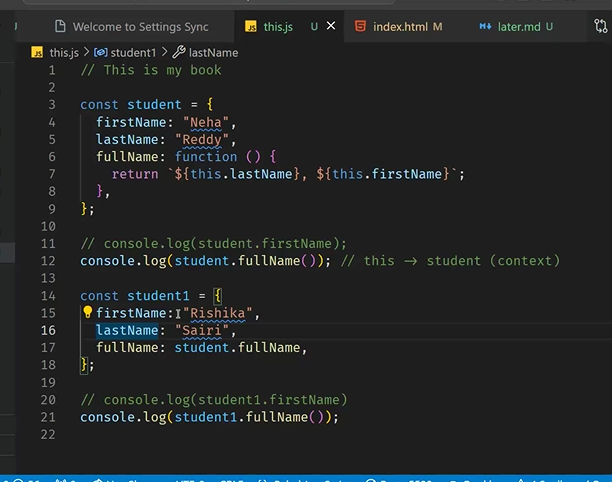 Welcome to Settings Sync
this.js U
index.html M
later.md U
this.js > student1 > lastName
1 // This is my book
2
3 const student = {
4 firstName: "Neha",
5 lastName: "Reddy",
6 fullName: function () {
7 return `${this.lastName}, ${this.firstName}`;
8 },
9 };
10
11 // console.log(student.firstName);
12 console.log(student.fullName()); // this -> student (context)
13
14 const student1 = {
15 firstName: "Rishika",
16 lastName: "Sairi",
17 fullName: student.fullName,
18 };
19
20 // console.log(student1.firstName)
21 console.log(student1.fullName());
22